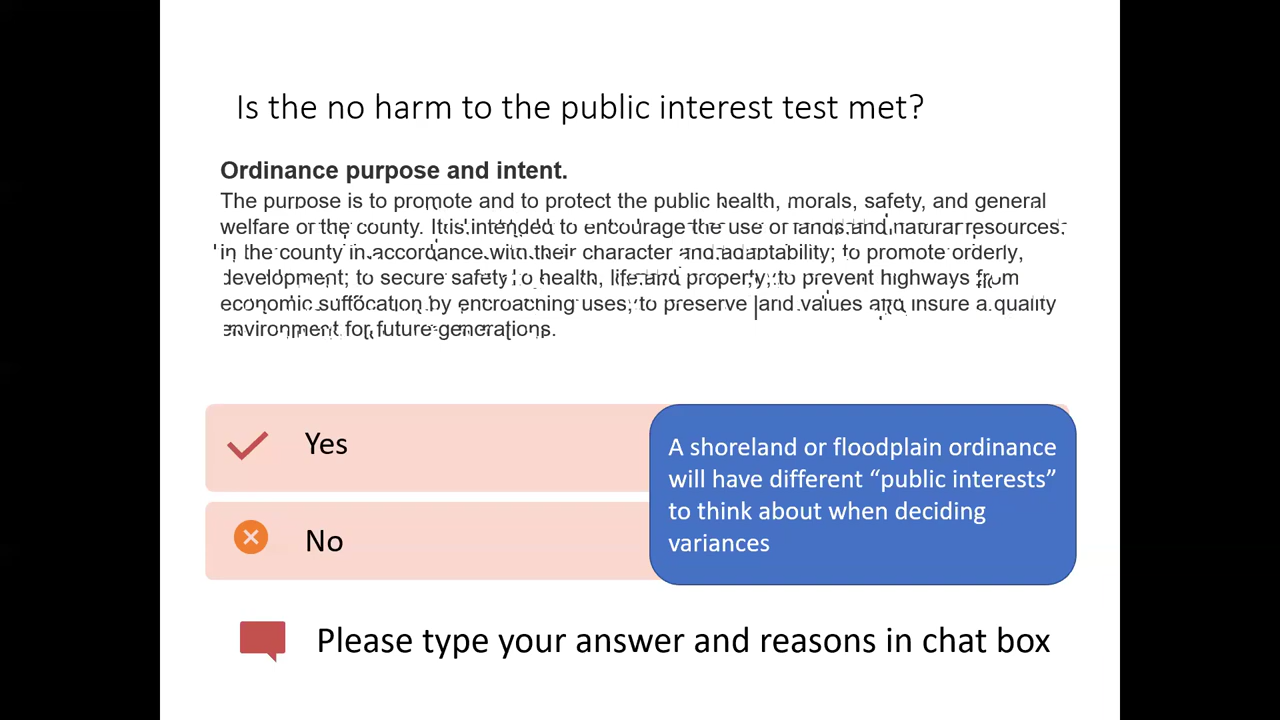 Is the no harm to the public interest test met?
Ordinance purpose and intent.
The purpose is to promote and to protect the public health, morals, safety, and general
welfare of the county. It is intended to encourage the use of lands and natural resources
in the county in accordance with their character and adaptability; to promote orderly,
development; to secure safety to health, life and property; to prevent highways from
economic suffocation by encroaching uses; to preserve land values and insure a quality
environment for future generations.
Yes
No
A shoreland or floodplain ordinance
will have different “public interests”
to think about when deciding
variances
Please type your answer and reasons in chat box